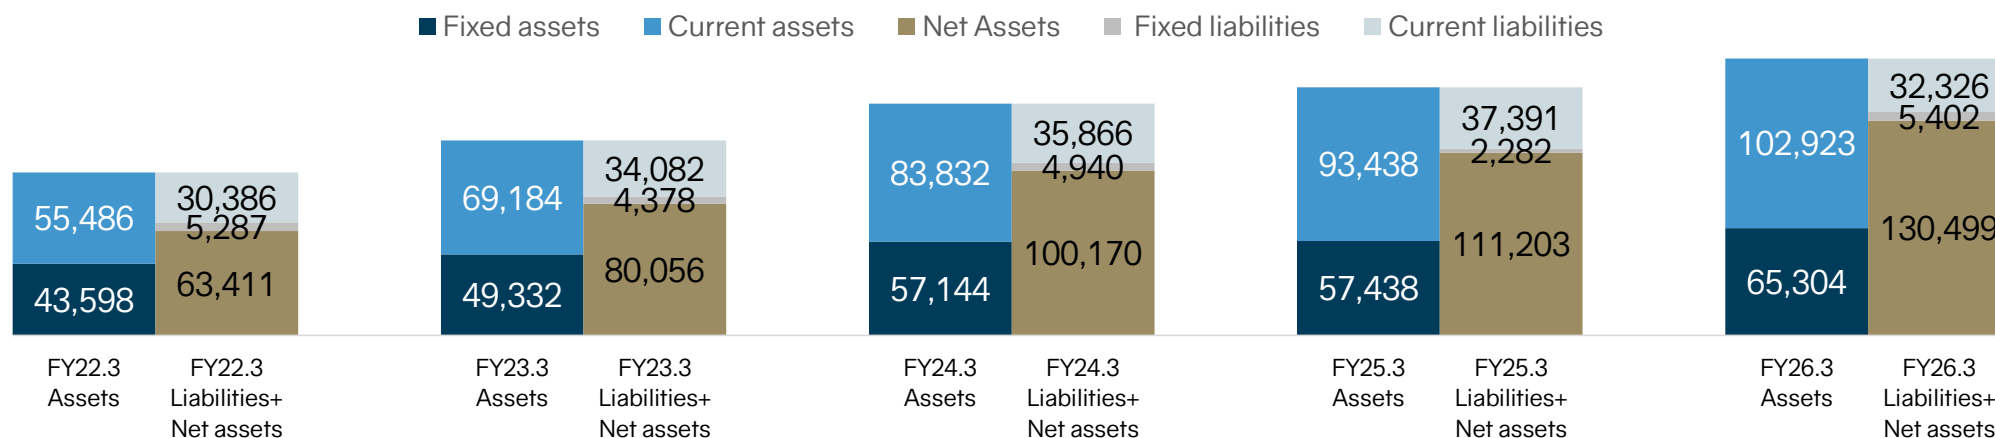 Fixed assets Current assets Net Assets Fixed liabilities Current liabilities
55,486
43,598
30,386
5,287
63,411
69,184
49,332
34,082
4,378
80,056
83,832
57,144
35,866
4,940
100,170
93,438
57,438
37,391
2,282
111,203
102,923
65,304
32,326
5,402
130,499
FY22.3
Assets
FY22.3
Liabilities+
Net assets
FY23.3
Assets
FY23.3
Liabilities+
Net assets
FY24.3
Assets
FY24.3
Liabilities+
Net assets
FY25.3
Assets
FY25.3
Liabilities+
Net assets
FY26.3
Assets
FY26.3
Liabilities+
Net assets